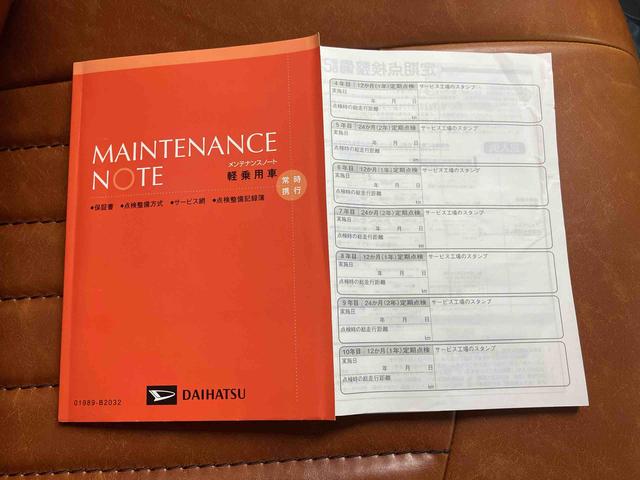 MAINTENANCE
NOTE
メンテナンスノート
軽乗用車
常時
携行
●保証書 ●点検整備方式 ●サービス網 ●点検整備記録簿
01989-B2032
DAIHATSU
4年目 12か月(1年)定期点検 サービス工場のスタンプ
実施日
年 月 日
点検時の総走行距離
km
5年目 24か月(2年)定期点検 サービス工場のスタンプ
実施日
年 月 日
点検時の総走行距離
km
6年目 12か月(1年)定期点検 サービス工場のスタンプ
実施日
年 月 日
点検時の総走行距離
km
7年目 24か月(2年)定期点検 サービス工場のスタンプ
実施日
年 月 日
点検時の総走行距離
km
8年目 12か月(1年)定期点検 サービス工場のスタンプ
実施日
年 月 日
点検時の総走行距離
km
9年目 24か月(2年)定期点検 サービス工場のスタンプ
実施日
年 月 日
点検時の総走行距離
km
10年目 12か月(1年)定期点検 サービス工場のスタンプ
実施日
年 月 日
点検時の総走行距離
km